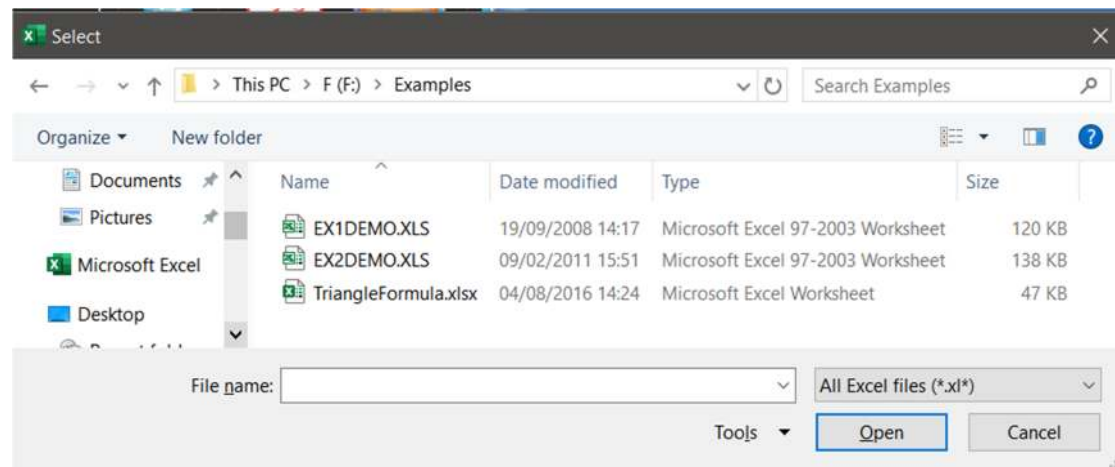 Select
This PC > F (F:) > Examples
Search Examples
Organize
New folder
Documents
Pictures
Microsoft Excel
Desktop
Name Date modified Type Size
EX1DEMO.XLS 19/09/2008 14:17 Microsoft Excel 97-2003 Worksheet 120 KB
EX2DEMO.XLS 09/02/2011 15:51 Microsoft Excel 97-2003 Worksheet 138 KB
TriangleFormula.xlsx 04/08/2016 14:24 Microsoft Excel Worksheet 47 KB
File name:
All Excel files (*.xl*)
Tools Open Cancel